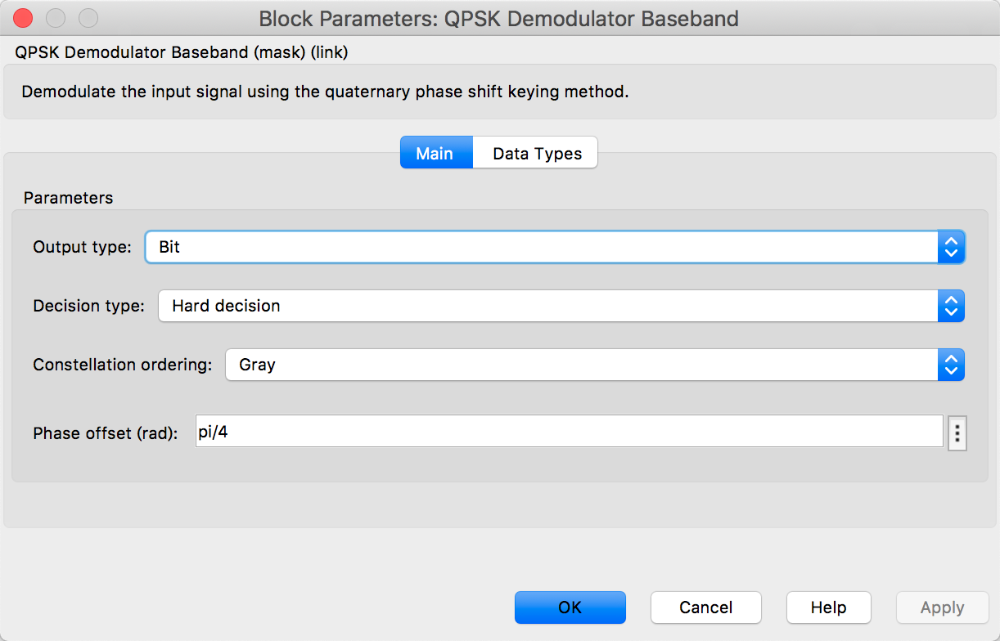 Block Parameters: QPSK Demodulator Baseband
QPSK Demodulator Baseband (mask) (link)
Demodulate the input signal using the quaternary phase shift keying method.
Main Data Types
Parameters
Output type: Bit
Decision type: Hard decision
Constellation ordering: Gray
Phase offset (rad): pi/4
OK Cancel Help Apply